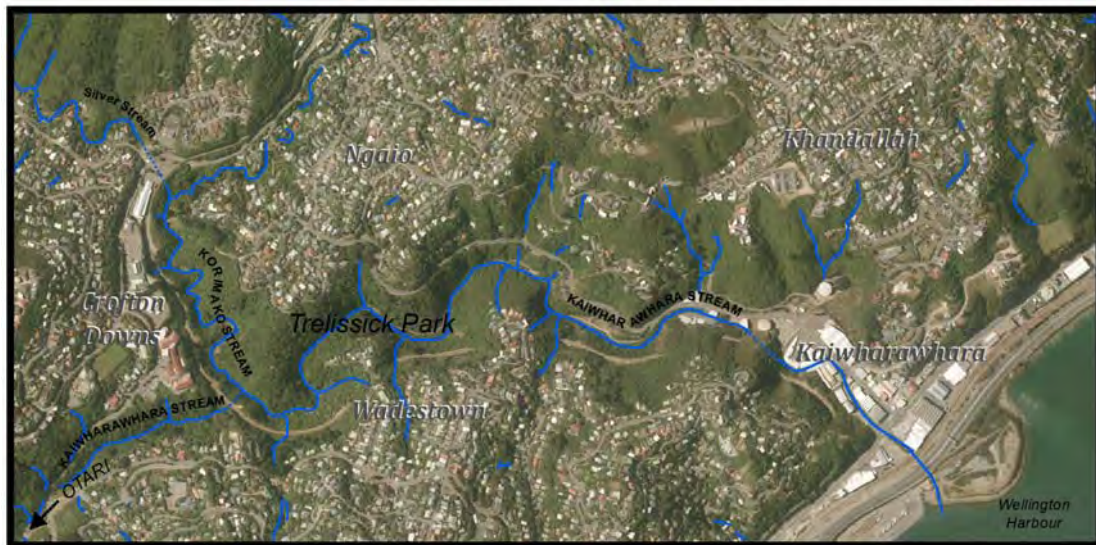 Silver Stream
Ngaio
Khandallah
KORIMAKO STREAM
KAIWHARAWHARA STREAM
Crofton
Downs
Trelissick Park
Kaiwharawhara
Wadestown
KAIWHARAWHARA STREAM
OTARI
Wellington
Harbour